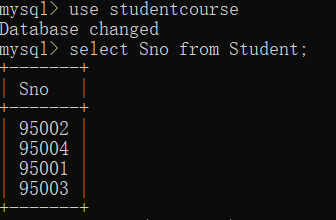 mysql> use studentcourse
Database changed
mysql> select Sno from Student;
+-------+
| Sno   |
+-------+
| 95002 |
| 95004 |
| 95001 |
| 95003 |
+-------+